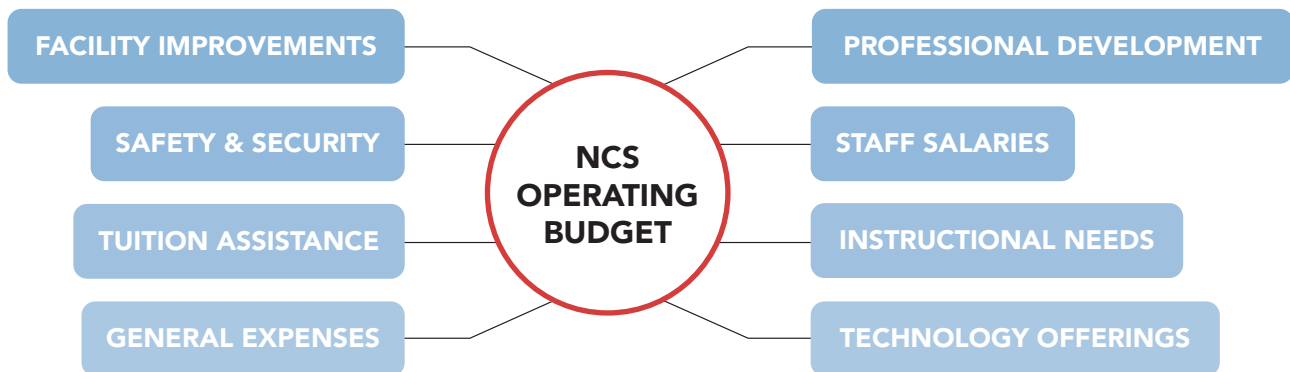 FACILITY IMPROVEMENTS
SAFETY & SECURITY
TUITION ASSISTANCE
GENERAL EXPENSES
NCS
OPERATING
BUDGET
PROFESSIONAL DEVELOPMENT
STAFF SALARIES
INSTRUCTIONAL NEEDS
TECHNOLOGY OFFERINGS